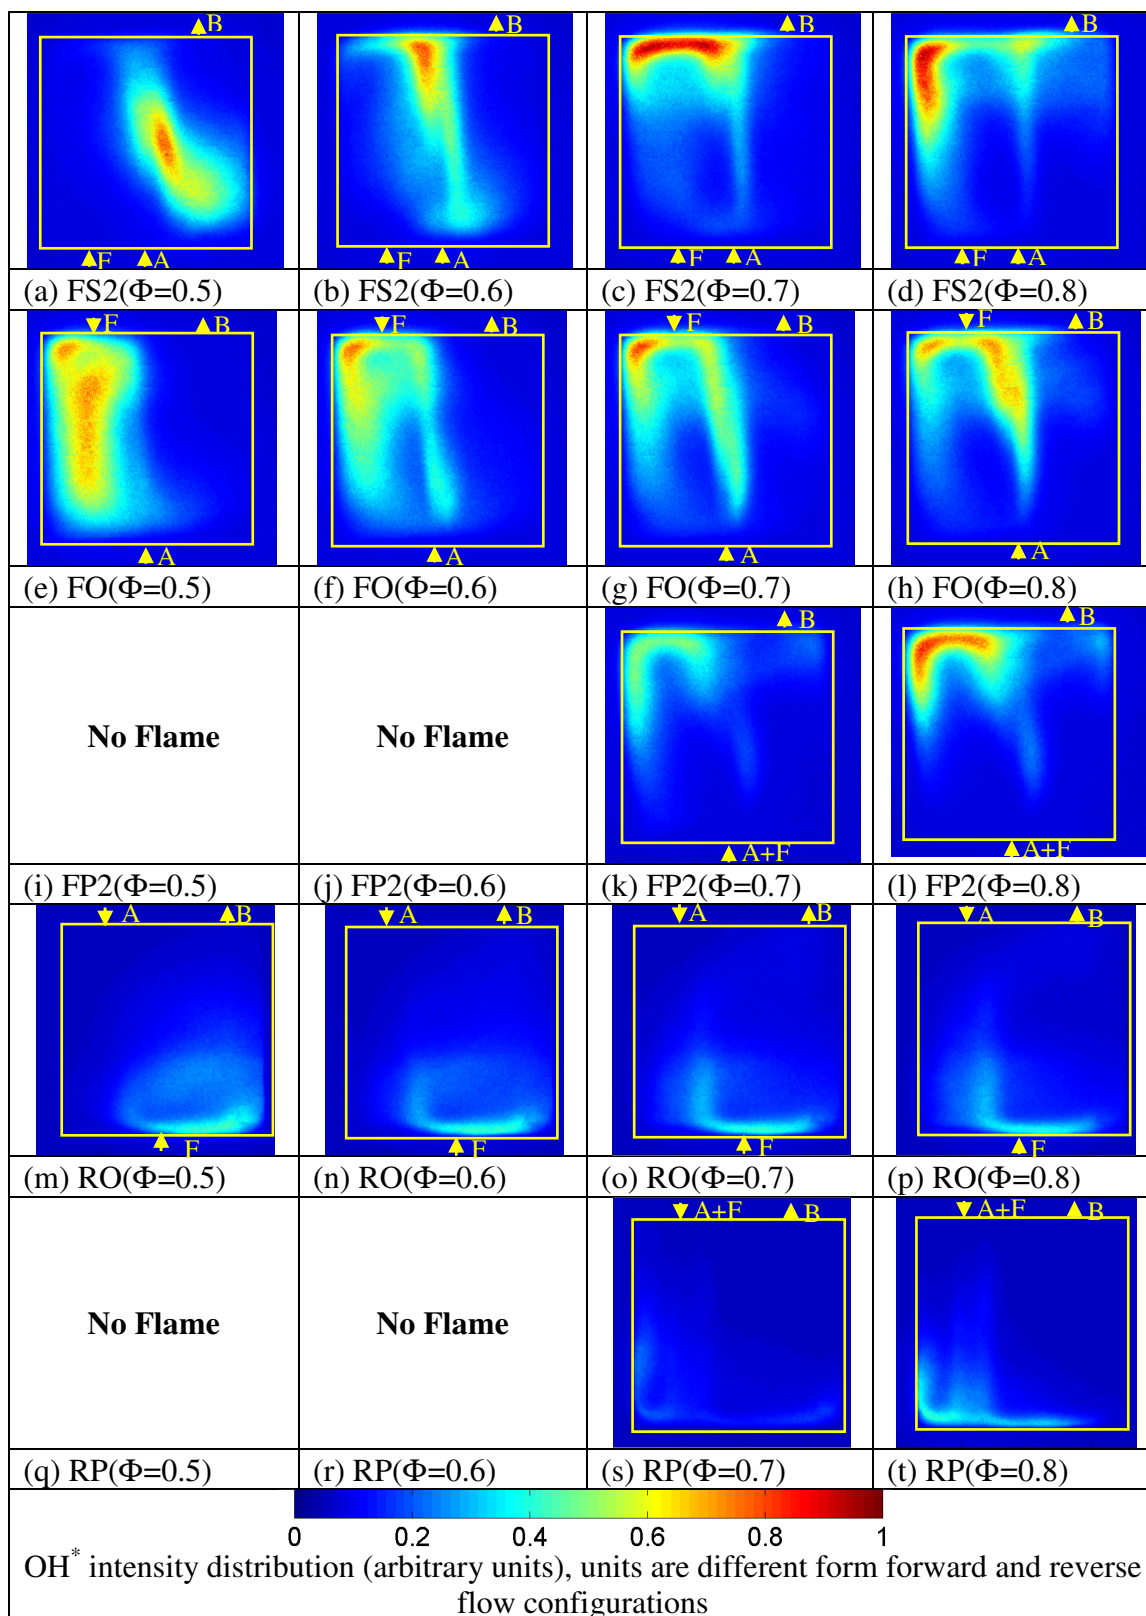 B B B B
F A F A F A F A
(a) FS2(Φ=0.5) (b) FS2(Φ=0.6) (c) FS2(Φ=0.7) (d) FS2(Φ=0.8)
F B F B F B F B
A A A A
(e) FO(Φ=0.5) (f) FO(Φ=0.6) (g) FO(Φ=0.7) (h) FO(Φ=0.8)
B B
No Flame No Flame
A+F A+F
(i) FP2(Φ=0.5) (j) FP2(Φ=0.6) (k) FP2(Φ=0.7) (l) FP2(Φ=0.8)
A B A B A B A B
F F F F
(m) RO(Φ=0.5) (n) RO(Φ=0.6) (o) RO(Φ=0.7) (p) RO(Φ=0.8)
A+F B A+F B
No Flame No Flame
(q) RP(Φ=0.5) (r) RP(Φ=0.6) (s) RP(Φ=0.7) (t) RP(Φ=0.8)
0 0.2 0.4 0.6 0.8 1
OH* intensity distribution (arbitrary units), units are different form forward and reverse
flow configurations